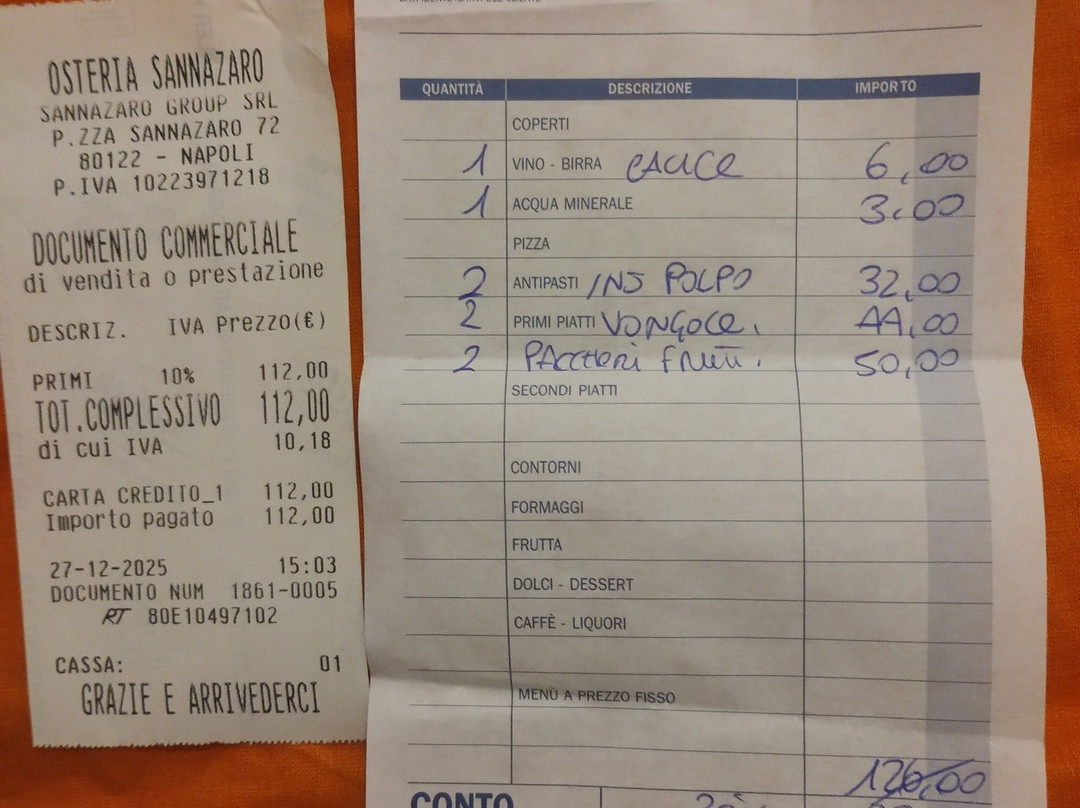 OSTERIA SANNAZARO
SANNAZARO GROUP SRL
P.ZZA SANNAZARO 72
80122 - NAPOLI
P.IVA 10223971218
DOCUMENTO COMMERCIALE
di vendita o prestazione
DESCRIZ. IVA Prezzo(€)
PRIMI 10% 112,00
TOT.COMPLESSIVO 112,00
di cui IVA 10,18
CARTA CREDITO_1 112,00
Importo pagato 112,00
27-12-2025 15:03
DOCUMENTO NUM 1861-0005
RT 80E10497102
CASSA: 01
GRAZIE E ARRIVEDERCI
QUANTITÀ DESCRIZIONE IMPORTO
COPERTI
1 VINO - BIRRA CALICE 6,00
1 ACQUA MINERALE 3,00
PIZZA
2 ANTIPASTI INS POLPO 32,00
2 PRIMI PIATTI VONGOLE. 44,00
2 PACCHERI FRUTT. 50,00
SECONDI PIATTI
CONTORNI
FORMAGGI
FRUTTA
DOLCI - DESSERT
CAFFÈ - LIQUORI
MENÙ A PREZZO FISSO
126,00
CONTO